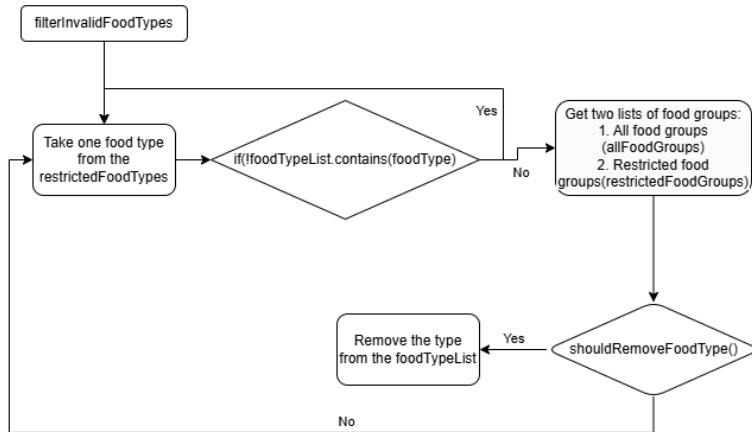 filterInvalidFoodTypes
Yes
Take one food type
from the
restrictedFoodTypes
if(!foodTypeList.contains(foodType)
No
Get two lists of food groups:
1. All food groups
(allFoodGroups)
2. Restricted food
groups(restrictedFoodGroups)
Remove the type
from the foodTypeList
Yes
shouldRemoveFoodType()
No